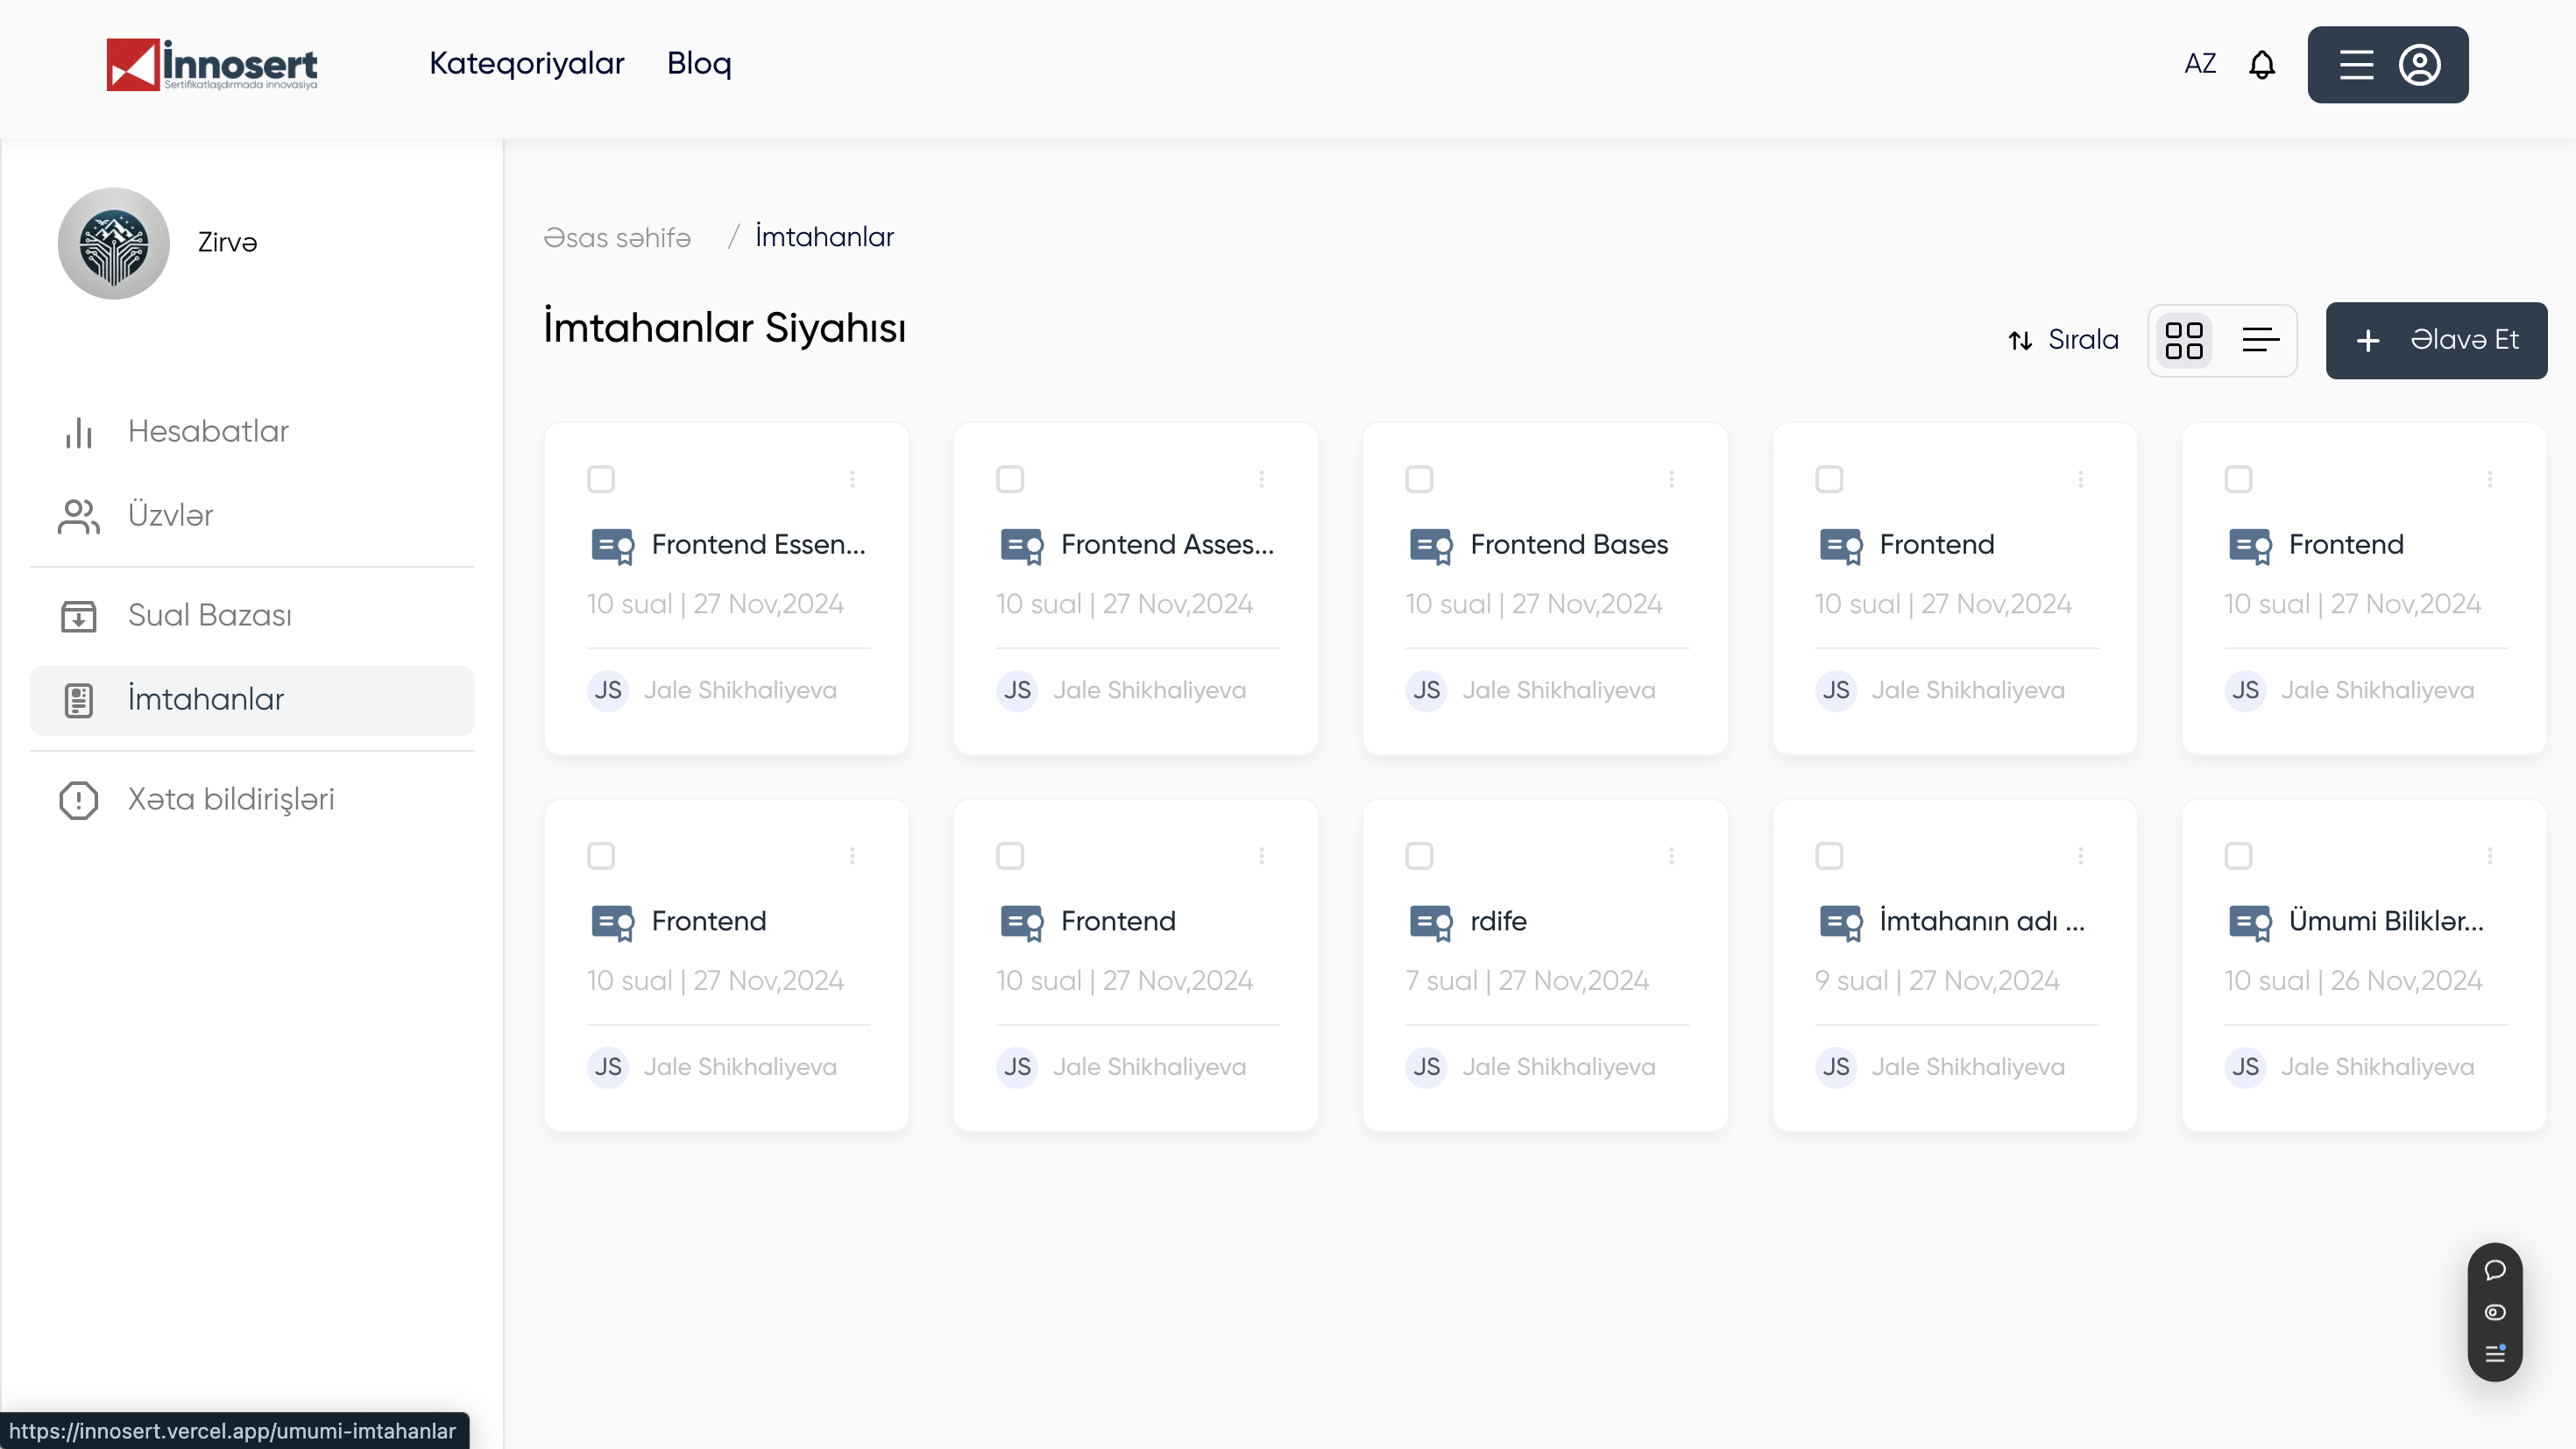 İnnosert
Sertifikatlaşdırmada innovasiya
Kateqoriyalar
Bloq
AZ
Zirvə
Hesabatlar
Üzvlər
Sual Bazası
İmtahanlar
Xəta bildirişləri
Əsas səhifə / İmtahanlar
İmtahanlar Siyahısı
Sırala
+ Əlavə Et
Frontend Essen...
10 sual | 27 Nov,2024
JS Jale Shikhaliyeva
Frontend Asses...
10 sual | 27 Nov,2024
JS Jale Shikhaliyeva
Frontend Bases
10 sual | 27 Nov,2024
JS Jale Shikhaliyeva
Frontend
10 sual | 27 Nov,2024
JS Jale Shikhaliyeva
Frontend
10 sual | 27 Nov,2024
JS Jale Shikhaliyeva
Frontend
10 sual | 27 Nov,2024
JS Jale Shikhaliyeva
Frontend
10 sual | 27 Nov,2024
JS Jale Shikhaliyeva
rdife
7 sual | 27 Nov,2024
JS Jale Shikhaliyeva
İmtahanın adı ...
9 sual | 27 Nov,2024
JS Jale Shikhaliyeva
Ümumi Biliklər...
10 sual | 26 Nov,2024
JS Jale Shikhaliyeva
https://innosert.vercel.app/umumi-imtahanlar